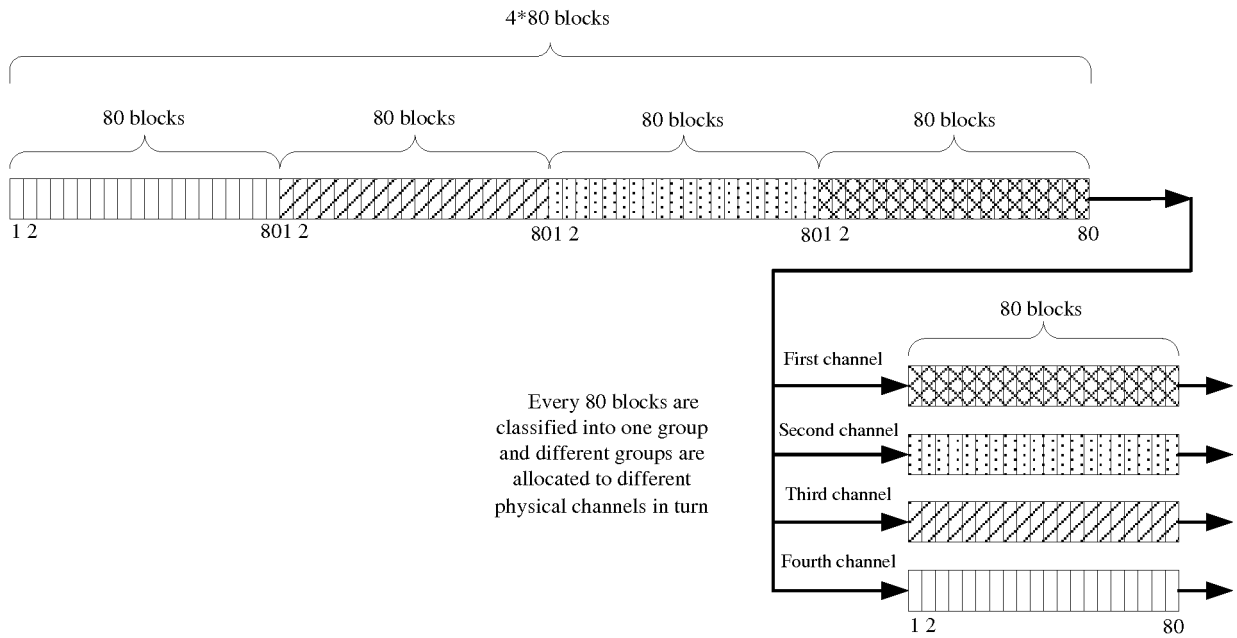 4*80 blocks
80 blocks
80 blocks
80 blocks
80 blocks
1 2
801 2
801 2
801 2
80
80 blocks
First channel
Second channel
Third channel
Fourth channel
1 2
80
Every 80 blocks are
classified into one group
and different groups are
allocated to different
physical channels in turn